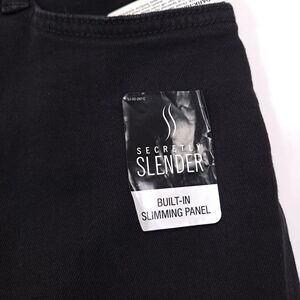 SECRETLY
SLENDER
BUILT-IN
SLIMMING PANEL